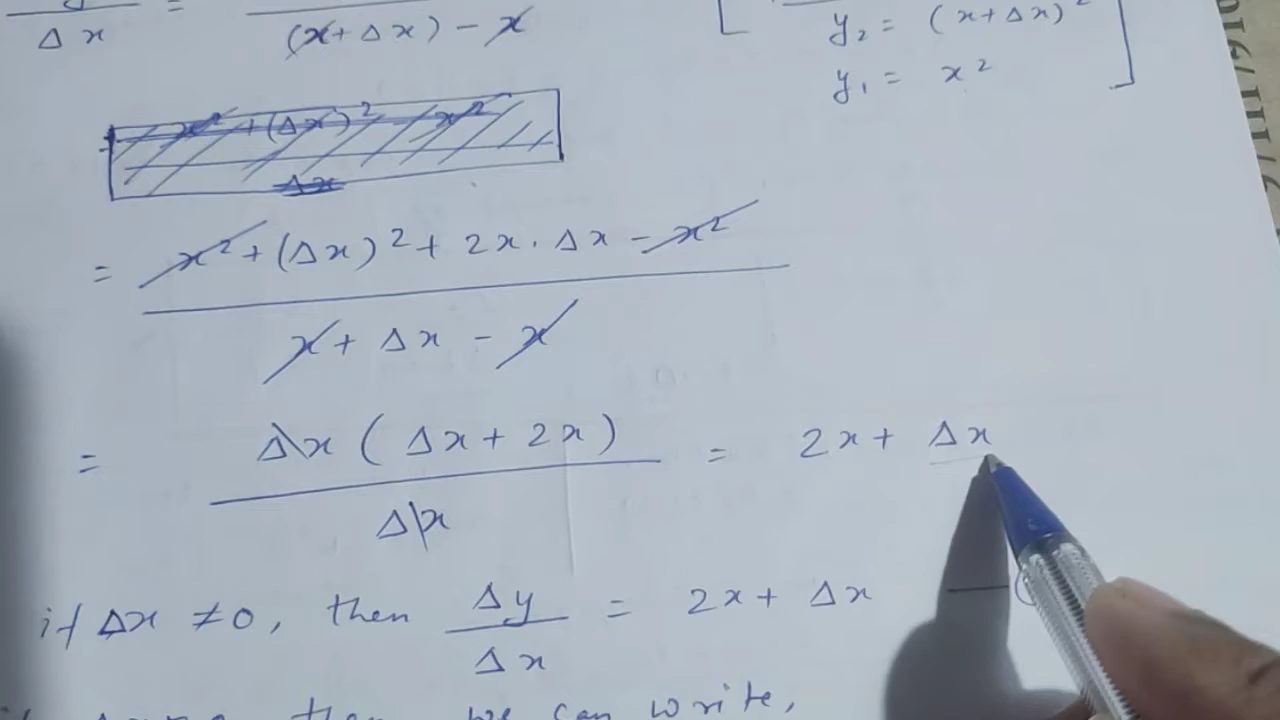 Δx = (x + Δx) - x
y₂ = (x+Δx)²
y₁ = x²
= x² + (Δx)² + 2x . Δx - x²
x + Δx - x
= Δx ( Δx + 2x ) = 2x + Δx
Δx
if Δx ≠ 0, then Δy = 2x + Δx
Δx
then we can write,